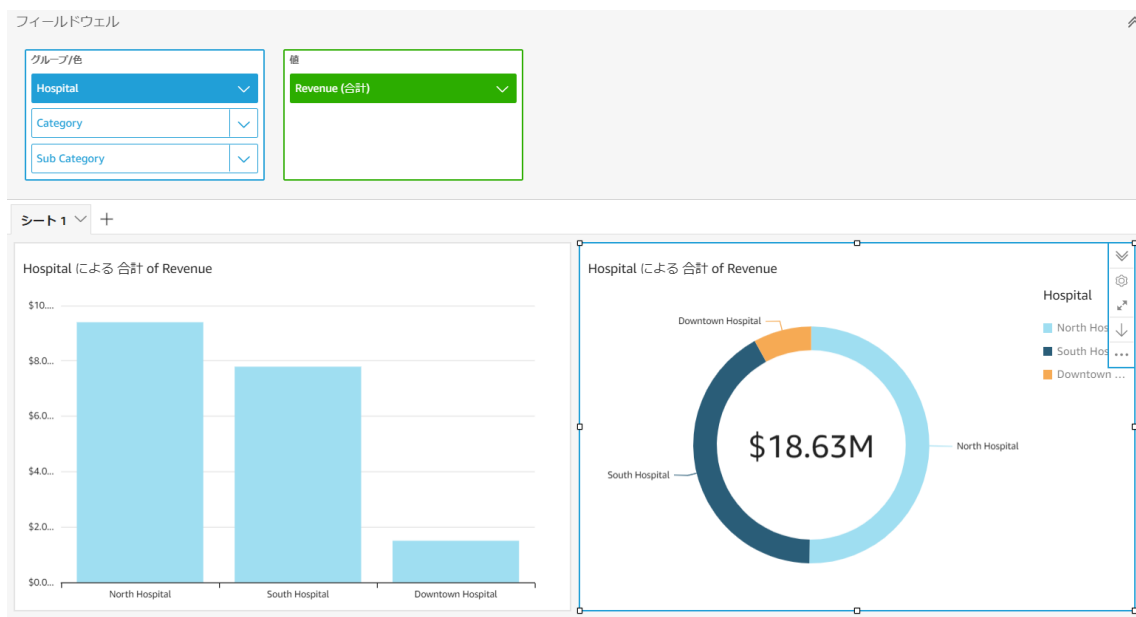 フィールドウェル
グループ/色
Hospital
Category
Sub Category
値
Revenue (合計)
シート 1
Hospital による 合計 of Revenue
$10....
$8.0...
$6.0...
$4.0...
$2.0...
$0.0...
North Hospital
South Hospital
Downtown Hospital
Hospital による 合計 of Revenue
Downtown Hospital
$18.63M
North Hospital
South Hospital
Hospital
North Hos
South Hos
Downtown ...